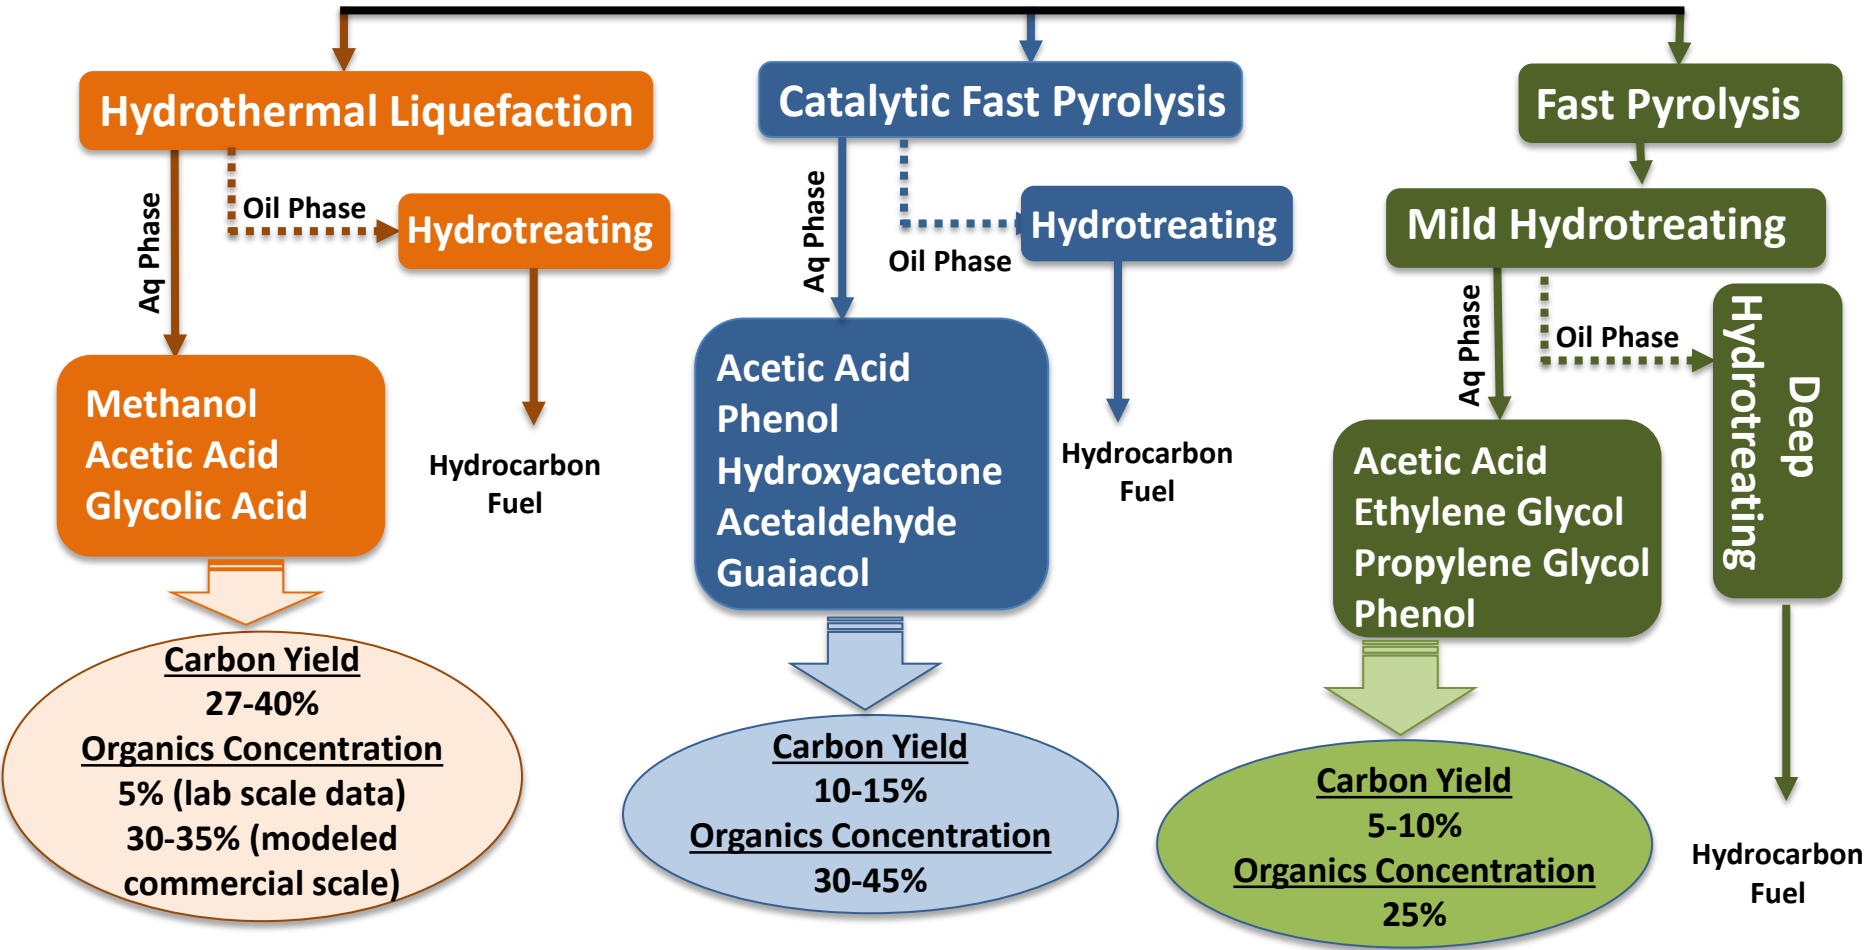 Hydrothermal Liquefaction
Aq Phase
Oil Phase
Hydrotreating
Methanol
Acetic Acid
Glycolic Acid
Hydrocarbon
Fuel
Carbon Yield
27-40%
Organics Concentration
5% (lab scale data)
30-35% (modeled
commercial scale)
Catalytic Fast Pyrolysis
Aq Phase
Oil Phase
Hydrotreating
Acetic Acid
Phenol
Hydroxyacetone
Acetaldehyde
Guaiacol
Hydrocarbon
Fuel
Carbon Yield
10-15%
Organics Concentration
30-45%
Fast Pyrolysis
Mild Hydrotreating
Aq Phase
Oil Phase
Deep
Hydrotreating
Acetic Acid
Ethylene Glycol
Propylene Glycol
Phenol
Carbon Yield
5-10%
Organics Concentration
25%
Hydrocarbon
Fuel